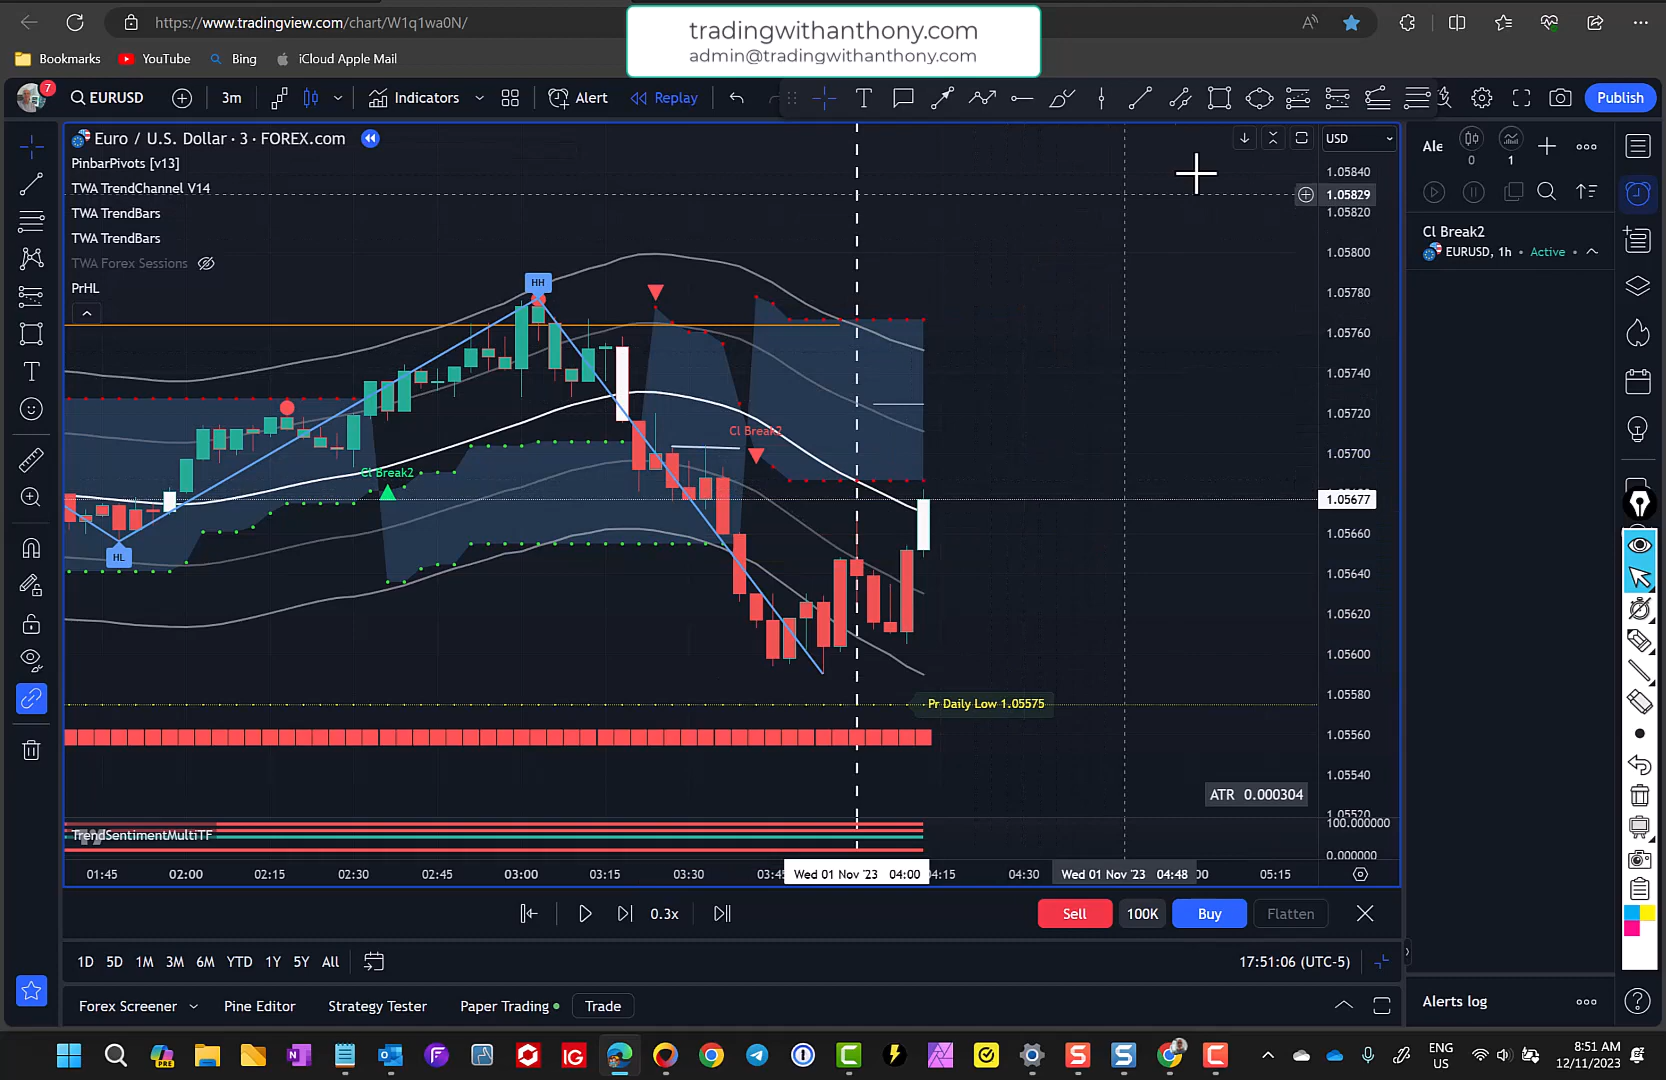 https://www.tradingview.com/chart/W1q1wa0N/
tradingwithanthony.com
admin@tradingwithanthony.com
Bookmarks
YouTube
Bing
iCloud Apple Mail
7
EURUSD
3m
Indicators
Alert
Replay
Publish
Euro / U.S. Dollar · 3 · FOREX.com
USD
PinbarPivots [v13]
TWA TrendChannel V14
TWA TrendBars
TWA TrendBars
TWA Forex Sessions
PrHL
HH
HL
Cl Break2
Cl Break2
Pr Daily Low 1.05575
ATR 0.000304
TrendSentimentMultiTF
1.05840
1.05829
1.05820
1.05800
1.05780
1.05760
1.05740
1.05720
1.05700
1.05677
1.05660
1.05640
1.05620
1.05600
1.05580
1.05560
1.05540
1.05520
100.000000
0.000000
01:45
02:00
02:15
02:30
02:45
03:00
03:15
03:30
03:45
Wed 01 Nov '23 04:00
04:15
04:30
Wed 01 Nov '23 04:48
05:15
Ale
0
1
Cl Break2
EURUSD, 1h • Active •
0.3x
Sell
100K
Buy
Flatten
1D
5D
1M
3M
6M
YTD
1Y
5Y
All
17:51:06 (UTC-5)
Forex Screener
Pine Editor
Strategy Tester
Paper Trading
Trade
Alerts log
ENG
US
8:51 AM
12/11/2023